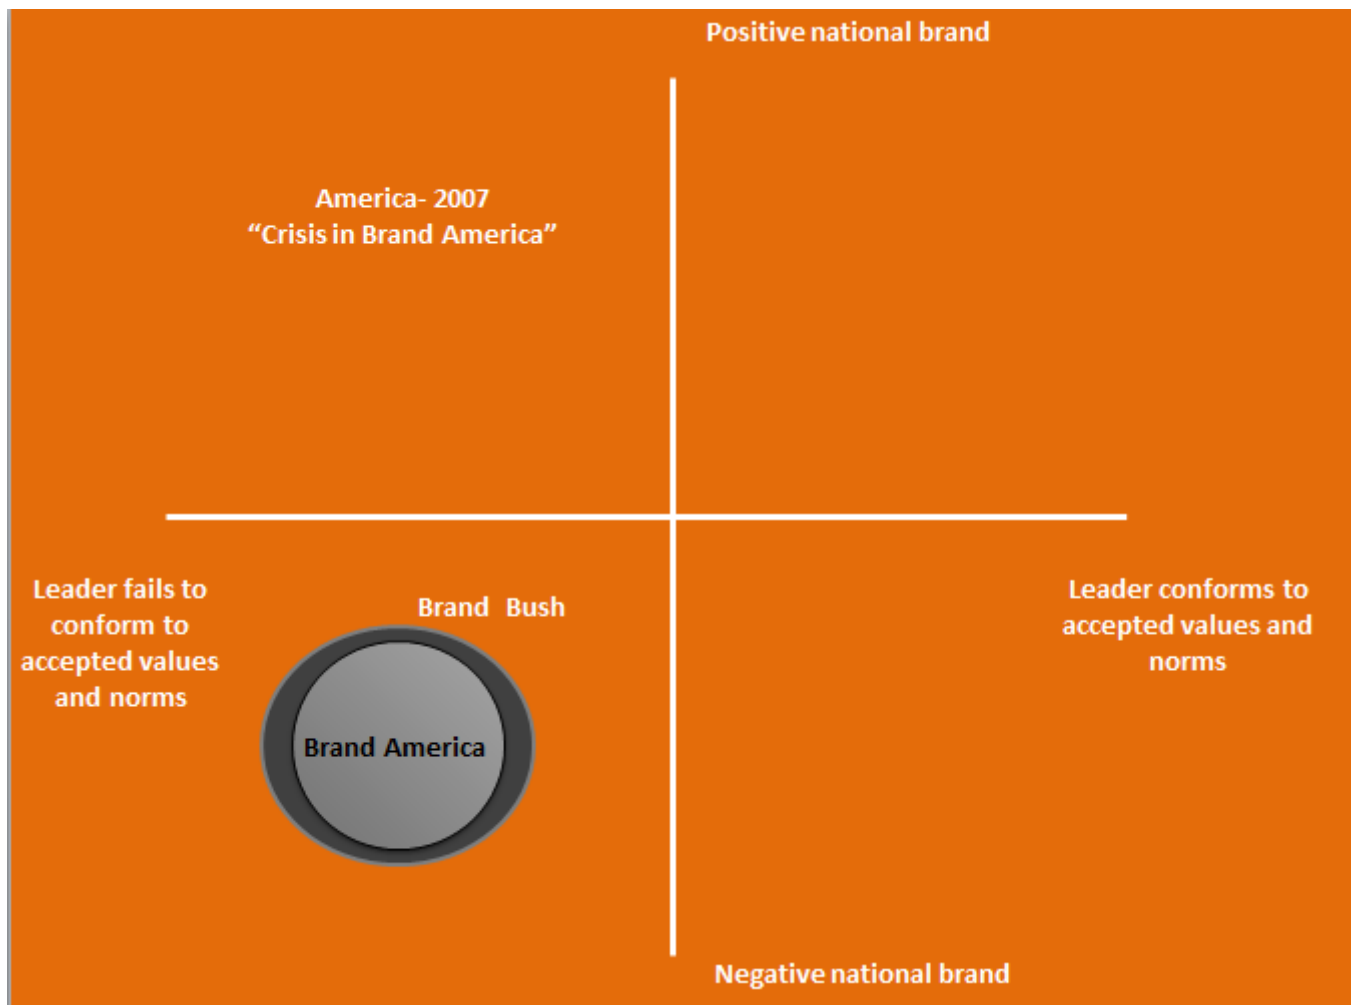 Positive national brand
America- 2007
“Crisis in Brand America”
Leader fails to
conform to
accepted values
and norms
Brand Bush
Brand America
Leader conforms to
accepted values and
norms
Negative national brand